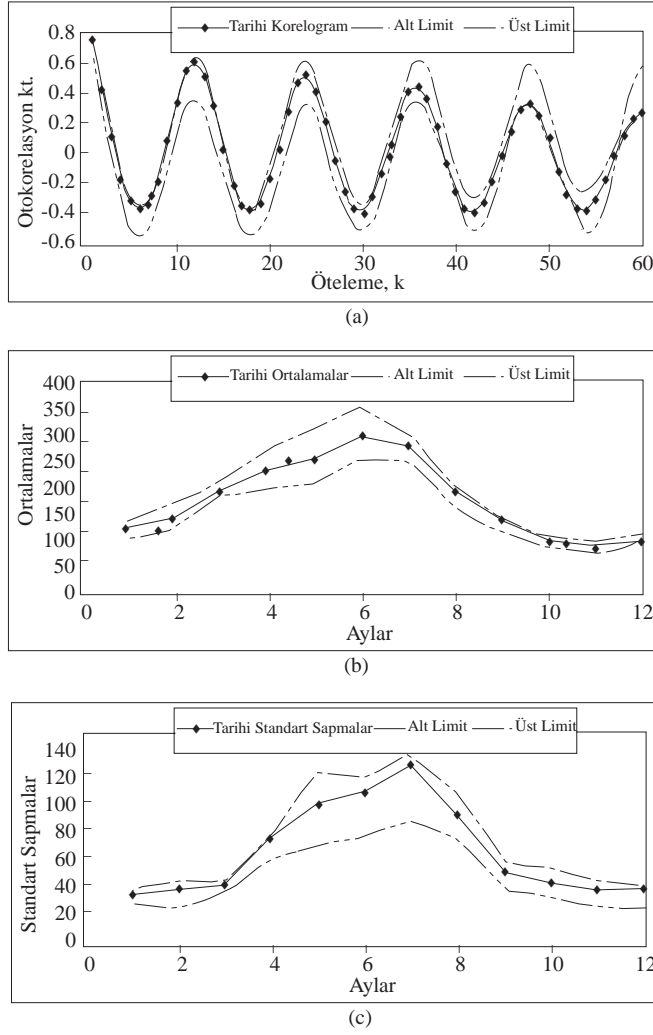 Tarihi Korelogram Alt Limit Üst Limit
Otokorelasyon kt.
0.8
0.6
0.4
0.2
0
-0.2
-0.4
-0.6
0 10 20 30 40 50 60
Öteleme, k
(a)
Tarihi Ortalamalar Alt Limit Üst Limit
Ortalamalar
400
350
300
250
200
150
100
50
0
0 2 4 6 8 10 12
Aylar
(b)
Tarihi Standart Sapmalar Alt Limit Üst Limit
Standart Sapmalar
140
120
100
80
60
40
20
0
0 2 4 6 8 10 12
Aylar
(c)